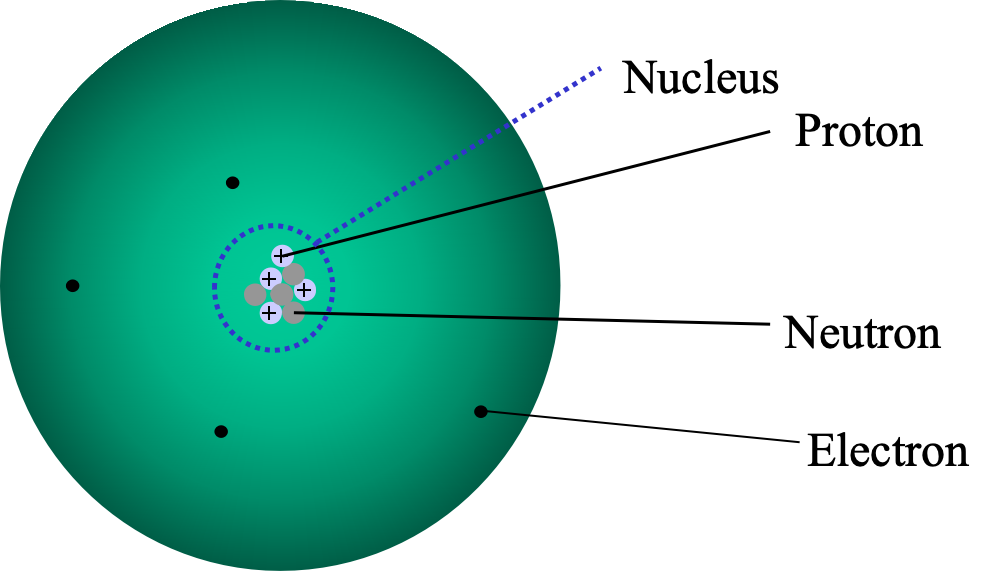 Nucleus
Proton
+
+
+
+
Neutron
Electron